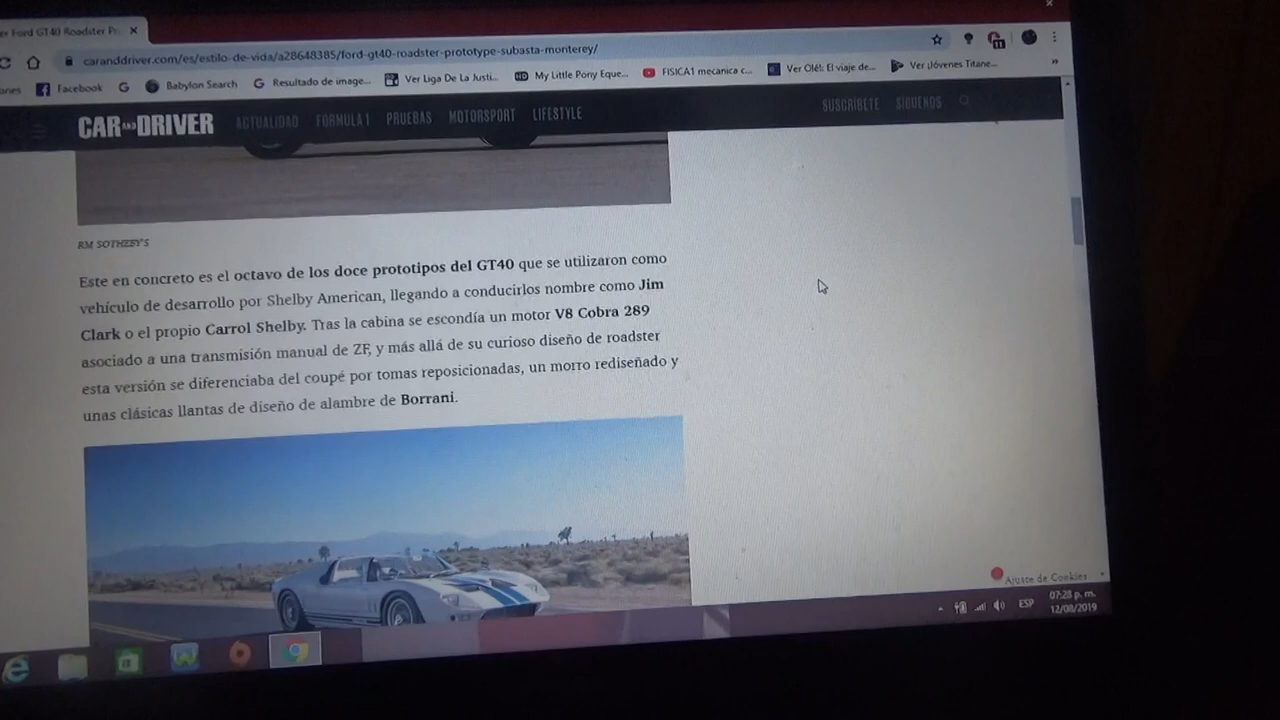 er Ford GT40 Roadster Pr
caranddriver.com/es/estilo-de-vida/a28648385/ford-gt40-roadster-prototype-subasta-monterey/
ones Facebook G Babylon Search Resultado de image... Ver Liga De La Justi... My Little Pony Eque... FISICA1 mecanica c... Ver Olé!: El viaje de... Ver ¡Jóvenes Titane...
CAR AND DRIVER ACTUALIDAD FÓRMULA 1 PRUEBAS MOTORSPORT LIFESTYLE SUSCRÍBETE SÍGUENOS
RM SOTHEBY'S
Este en concreto es el octavo de los doce prototipos del GT40 que se utilizaron como
vehículo de desarrollo por Shelby American, llegando a conducirlos nombre como Jim
Clark o el propio Carrol Shelby. Tras la cabina se escondía un motor V8 Cobra 289
asociado a una transmisión manual de ZF, y más allá de su curioso diseño de roadster
esta versión se diferenciaba del coupé por tomas reposicionadas, un morro rediseñado y
unas clásicas llantas de diseño de alambre de Borrani.
Ajuste de Cookies
ESP
07:28 p. m.
12/08/2019